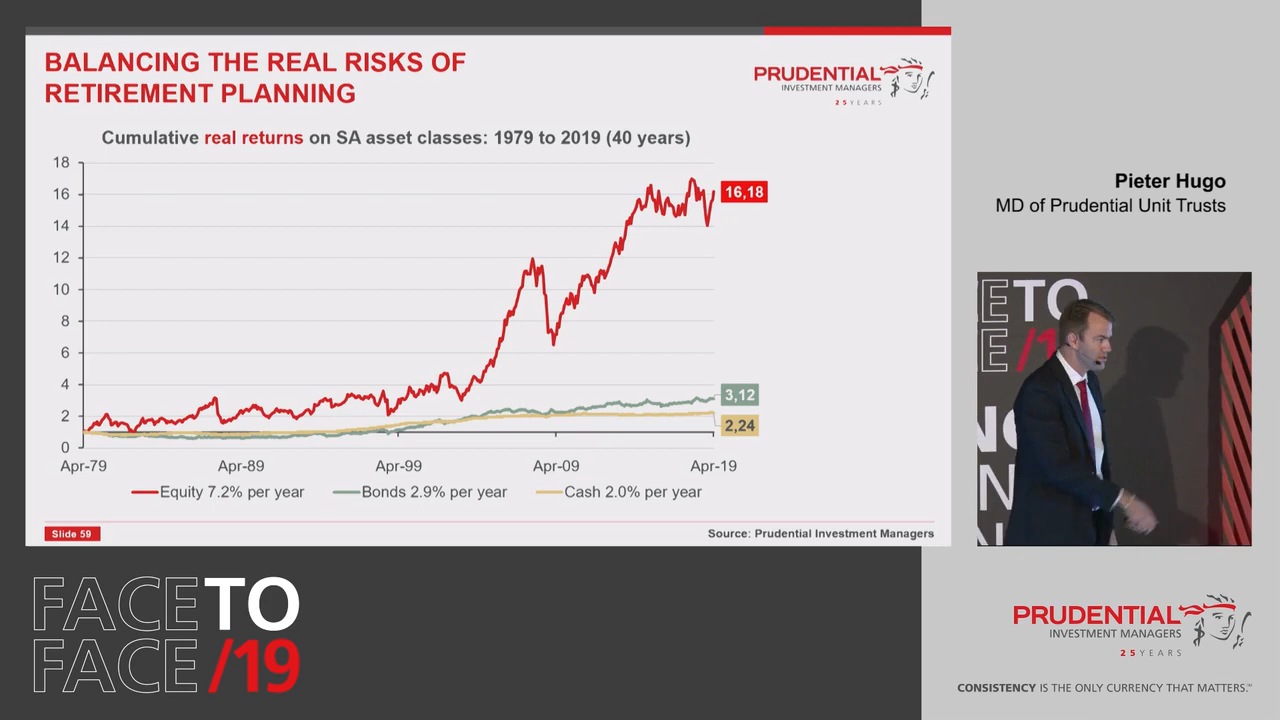 BALANCING THE REAL RISKS OF
RETIREMENT PLANNING
PRUDENTIAL
INVESTMENT MANAGERS
25 YEARS
Cumulative real returns on SA asset classes: 1979 to 2019 (40 years)
18
16
14
12
10
8
6
4
2
0
16,18
3,12
2,24
Apr-79 Apr-89 Apr-99 Apr-09 Apr-19
Equity 7.2% per year Bonds 2.9% per year Cash 2.0% per year
Slide 59
Source: Prudential Investment Managers
Pieter Hugo
MD of Prudential Unit Trusts
FACE TO
FACE /19
PRUDENTIAL
INVESTMENT MANAGERS
25 YEARS
CONSISTENCY IS THE ONLY CURRENCY THAT MATTERS.™